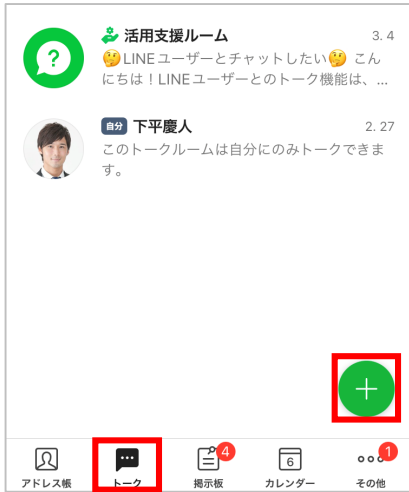 活用支援ルーム 3. 4
🤔LINEユーザーとチャットしたい🤔 こん
にちは！LINEユーザーとのトーク機能は、...
自分 下平慶人 2. 27
このトークルームは自分にのみトークできま
す。
4 6 1
アドレス帳 トーク 掲示板 カレンダー その他